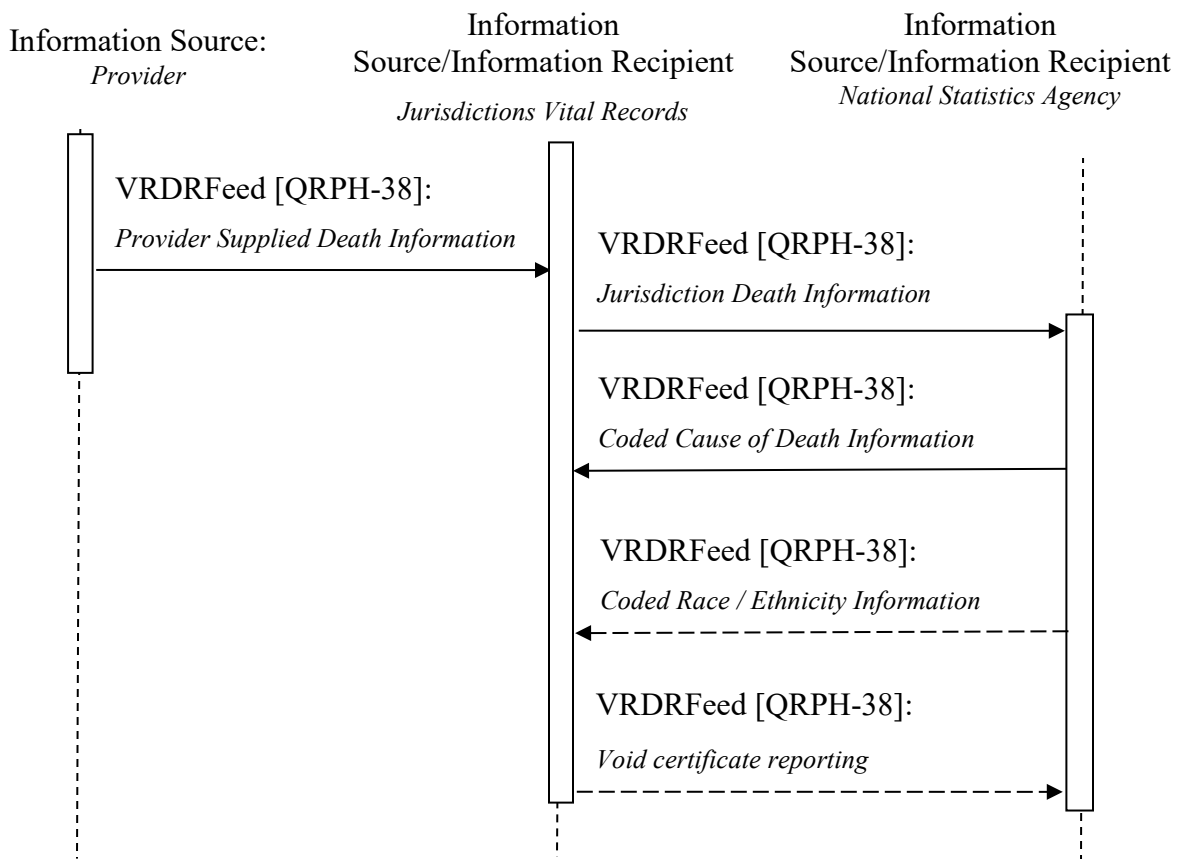 Information Source:
Provider
Information
Source/Information Recipient
Jurisdictions Vital Records
Information
Source/Information Recipient
National Statistics Agency
VRDRFeed [QRPH-38]:
Provider Supplied Death Information
VRDRFeed [QRPH-38]:
Jurisdiction Death Information
VRDRFeed [QRPH-38]:
Coded Cause of Death Information
VRDRFeed [QRPH-38]:
Coded Race / Ethnicity Information
VRDRFeed [QRPH-38]:
Void certificate reporting